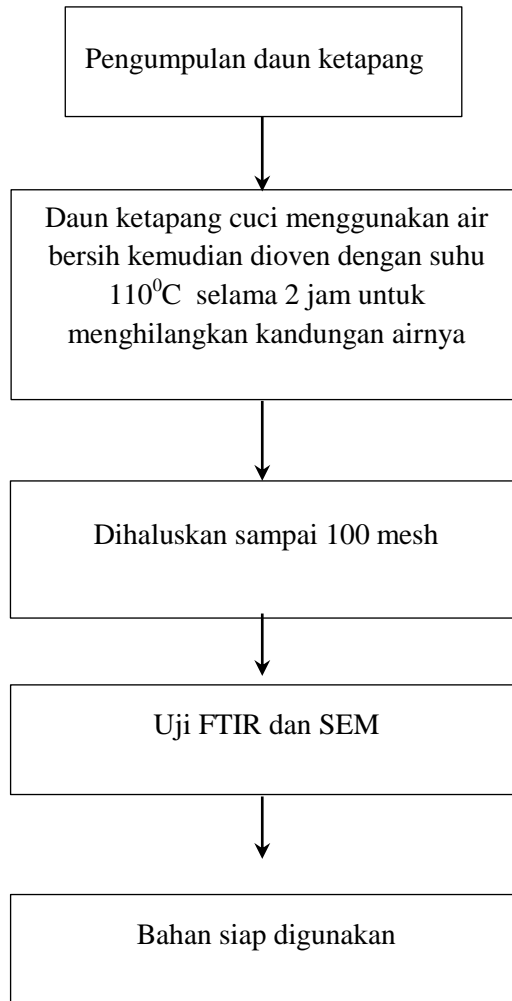 Pengumpulan daun ketapang
Daun ketapang cuci menggunakan air
bersih kemudian dioven dengan suhu
110⁰C selama 2 jam untuk
menghilangkan kandungan airnya
Dihaluskan sampai 100 mesh
Uji FTIR dan SEM
Bahan siap digunakan